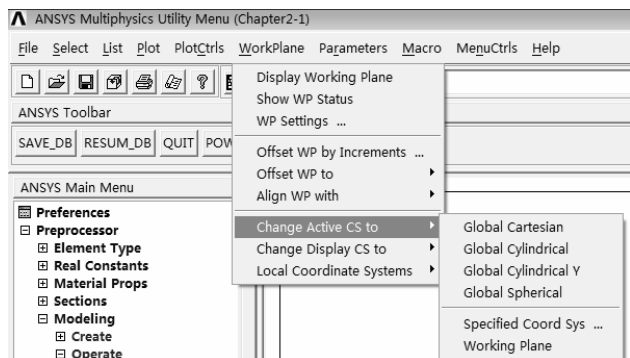 ANSYS Multiphysics Utility Menu (Chapter2-1)
File Select List Plot PlotCtrls WorkPlane Parameters Macro MenuCtrls Help
Display Working Plane
Show WP Status
WP Settings ...
Offset WP by Increments ...
Offset WP to
Align WP with
Change Active CS to
Change Display CS to
Local Coordinate Systems
Global Cartesian
Global Cylindrical
Global Cylindrical Y
Global Spherical
Specified Coord Sys ...
Working Plane
ANSYS Toolbar
SAVE_DB RESUM_DB QUIT POW
ANSYS Main Menu
Preferences
Preprocessor
Element Type
Real Constants
Material Props
Sections
Modeling
Create
Operate